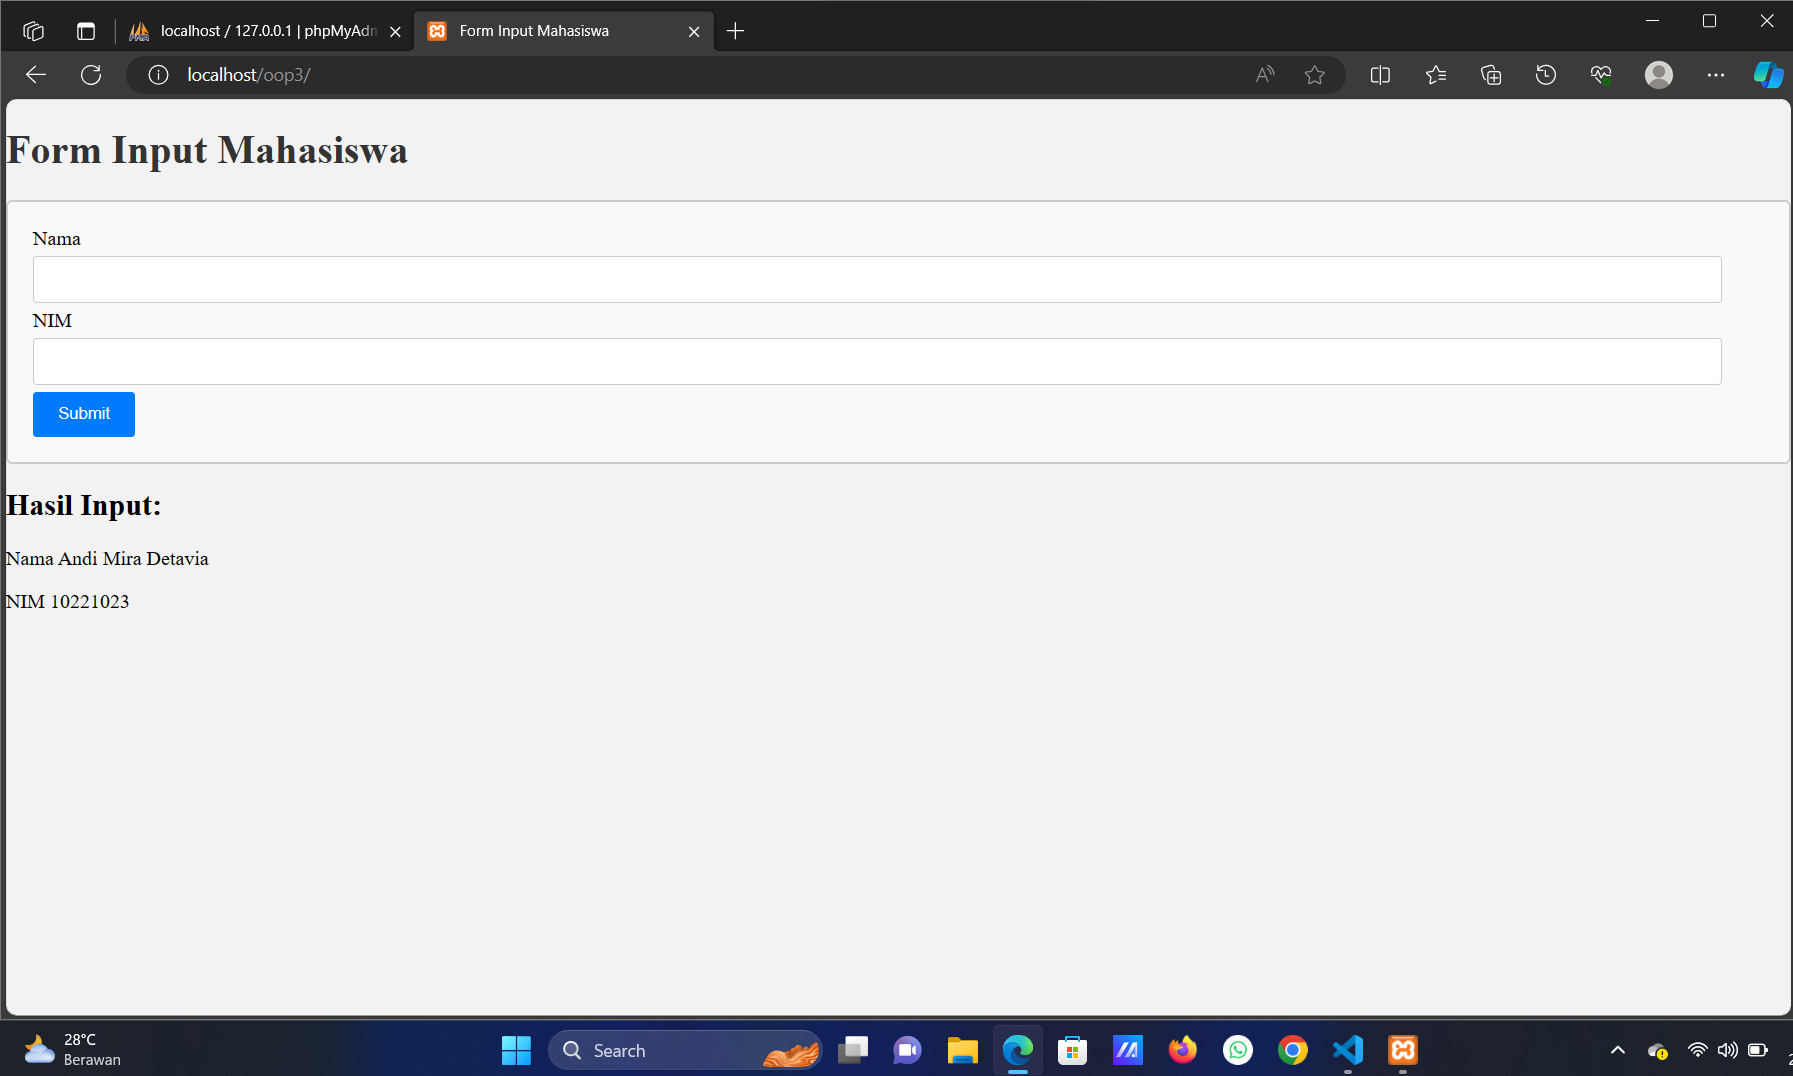 localhost / 127.0.0.1 | phpMyAdm
Form Input Mahasiswa
localhost/oop3/
Form Input Mahasiswa
Nama
NIM
Submit
Hasil Input:
Nama Andi Mira Detavia
NIM 10221023
28°C
Berawan
Search